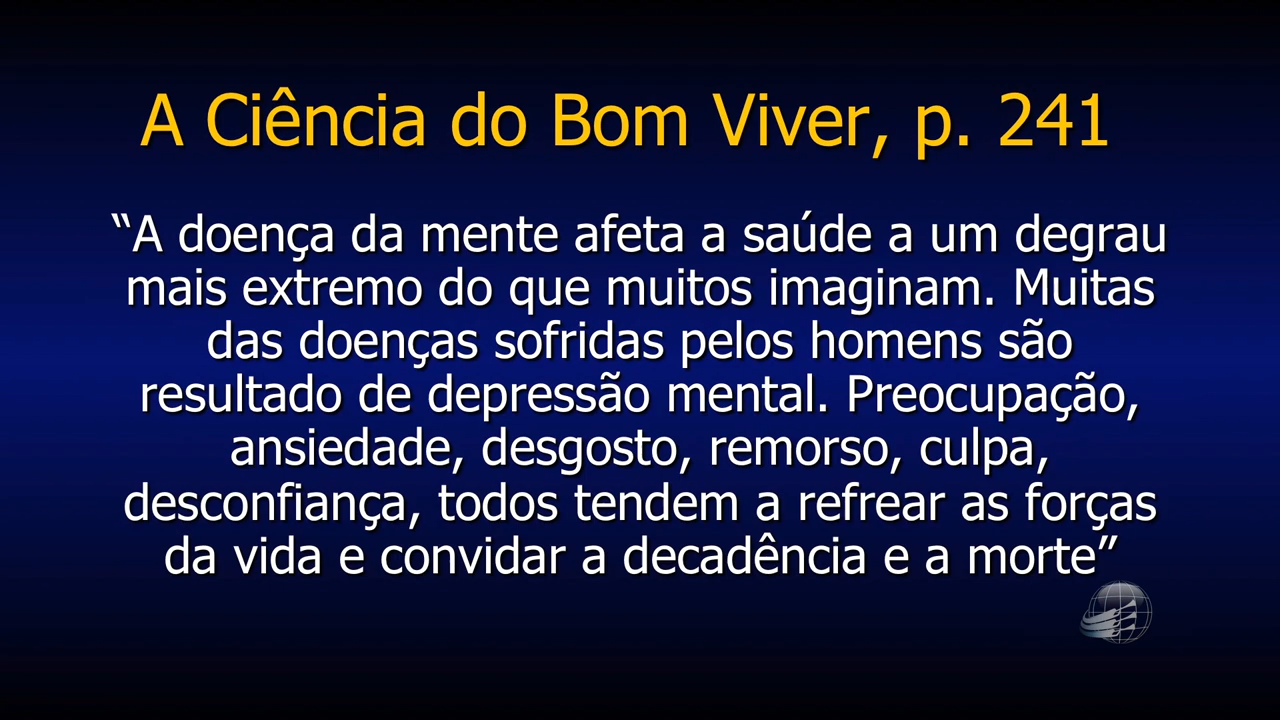 A Ciência do Bom Viver, p. 241
“A doença da mente afeta a saúde a um degrau
mais extremo do que muitos imaginam. Muitas
das doenças sofridas pelos homens são
resultado de depressão mental. Preocupação,
ansiedade, desgosto, remorso, culpa,
desconfiança, todos tendem a refrear as forças
da vida e convidar a decadência e a morte”